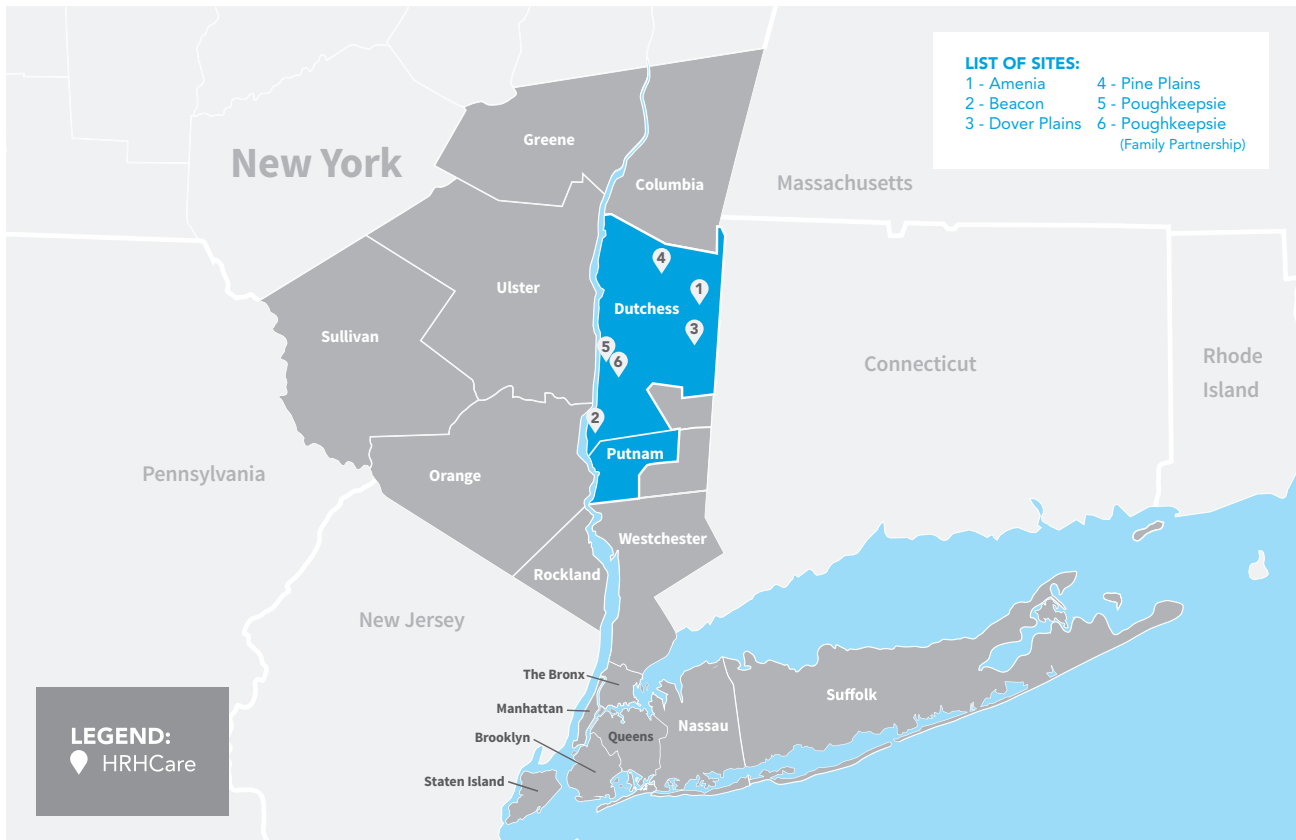 LIST OF SITES:
1 - Amenia
2 - Beacon
3 - Dover Plains
4 - Pine Plains
5 - Poughkeepsie
6 - Poughkeepsie
(Family Partnership)
New York
Greene
Columbia
Massachusetts
Ulster
Dutchess
Sullivan
4
1
3
5
6
2
Connecticut
Rhode
Island
Pennsylvania
Orange
Putnam
Westchester
Rockland
New Jersey
The Bronx
Manhattan
Brooklyn
Queens
Nassau
Suffolk
Staten Island
LEGEND:
HRHCare